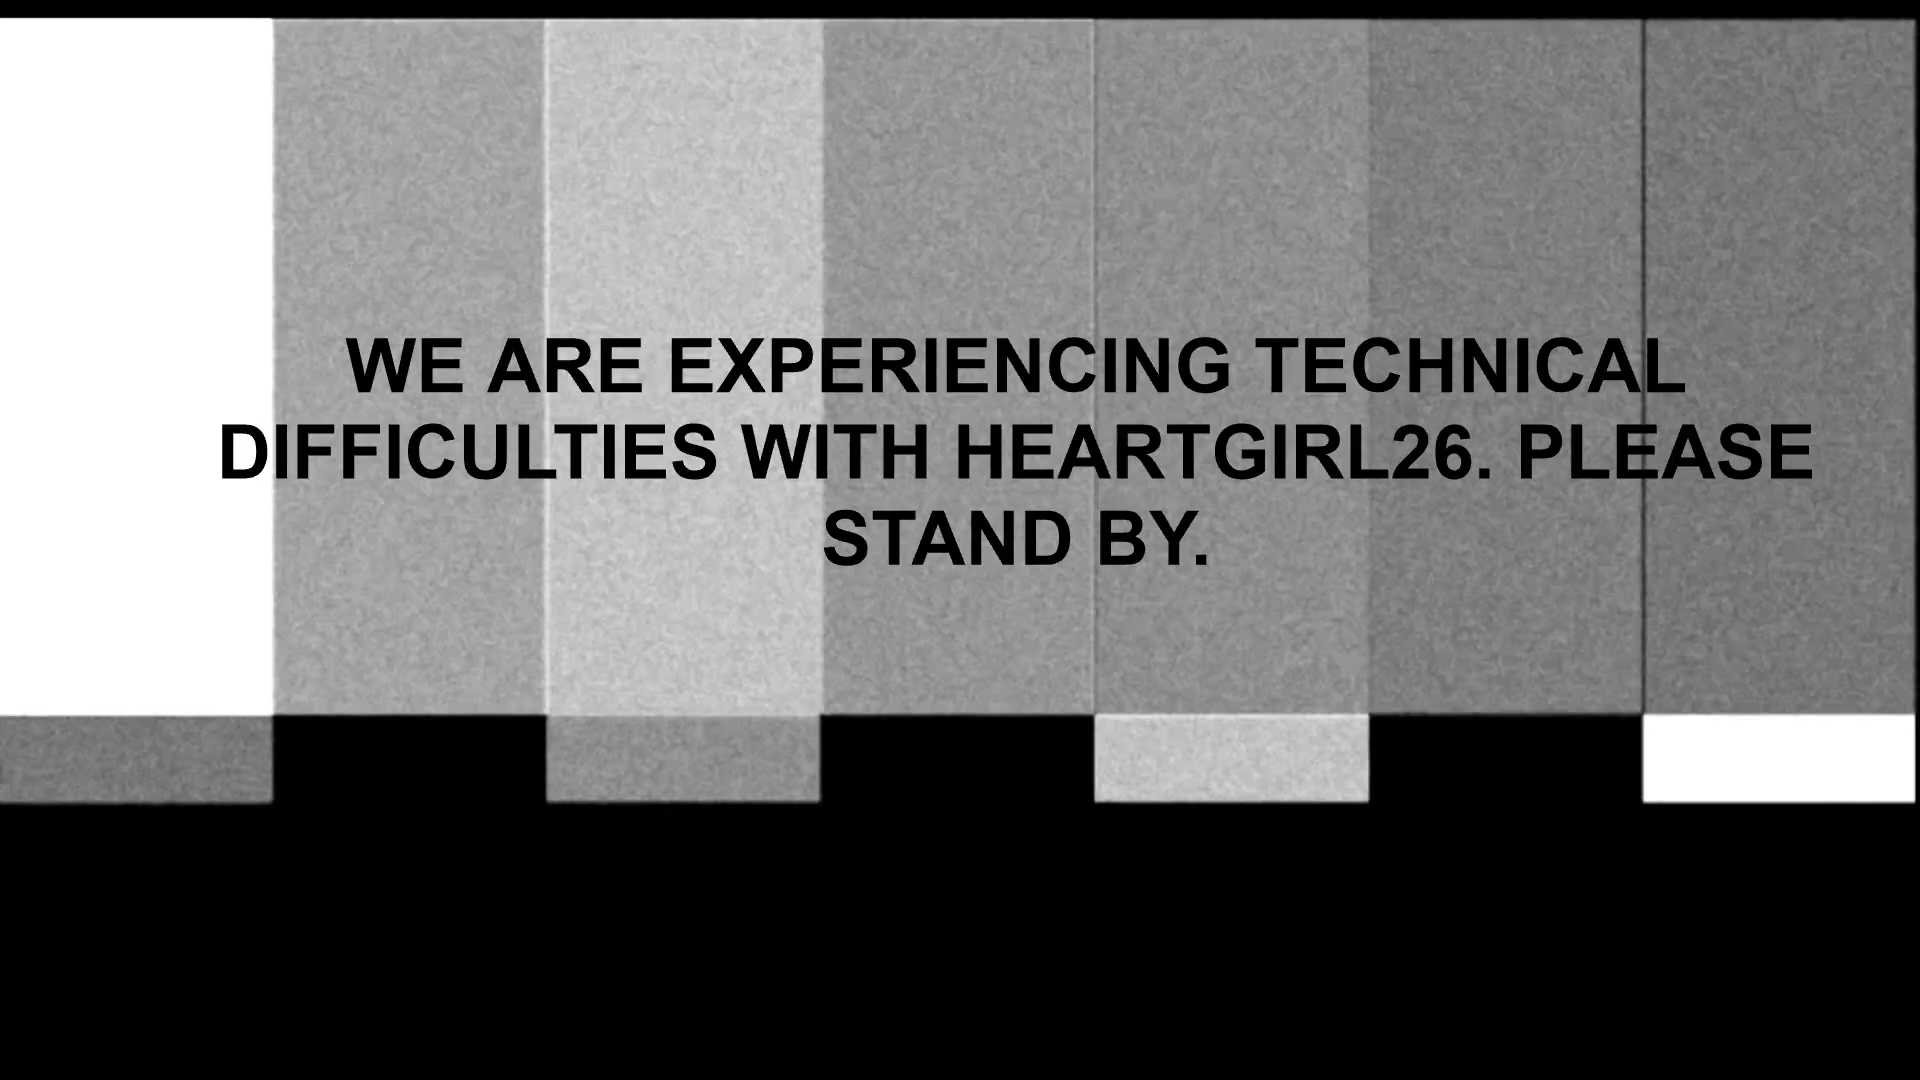 WE ARE EXPERIENCING TECHNICAL
DIFFICULTIES WITH HEARTGIRL26. PLEASE
STAND BY.